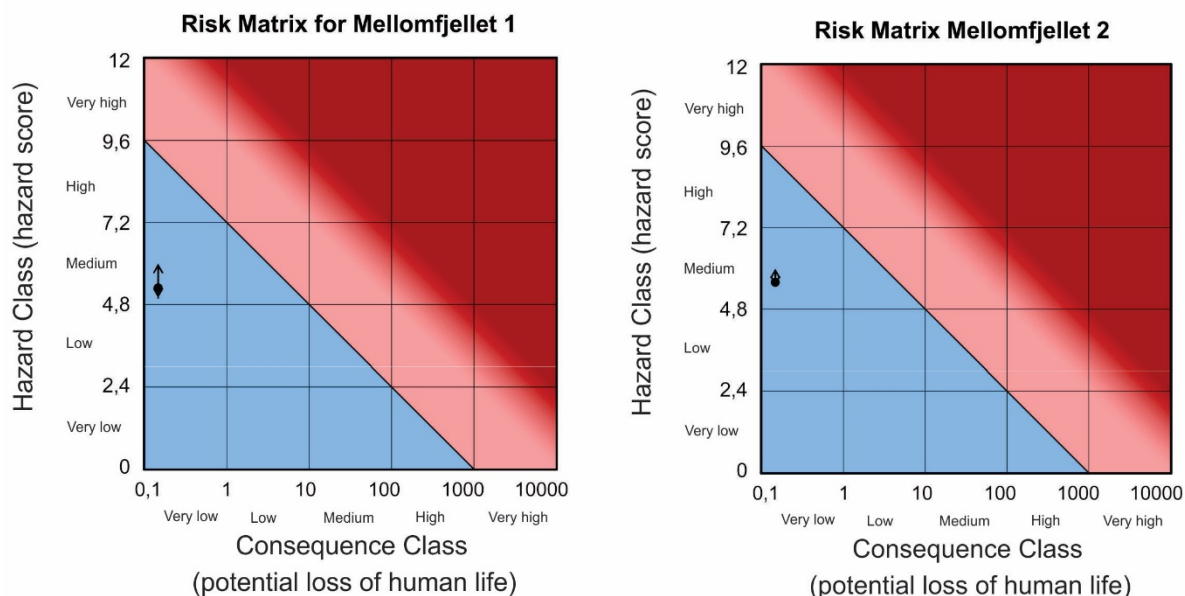 Risk Matrix for Mellomfjellet 1
Hazard Class (hazard score)
12
Very high
9,6
High
7,2
Medium
4,8
Low
2,4
Very low
0
0,1 1 10 100 1000 10000
Very low Low Medium High Very high
Consequence Class
(potential loss of human life)
Risk Matrix Mellomfjellet 2
Hazard Class (hazard score)
12
Very high
9,6
High
7,2
Medium
4,8
Low
2,4
Very low
0
0,1 1 10 100 1000 10000
Very low Low Medium High Very high
Consequence Class
(potential loss of human life)